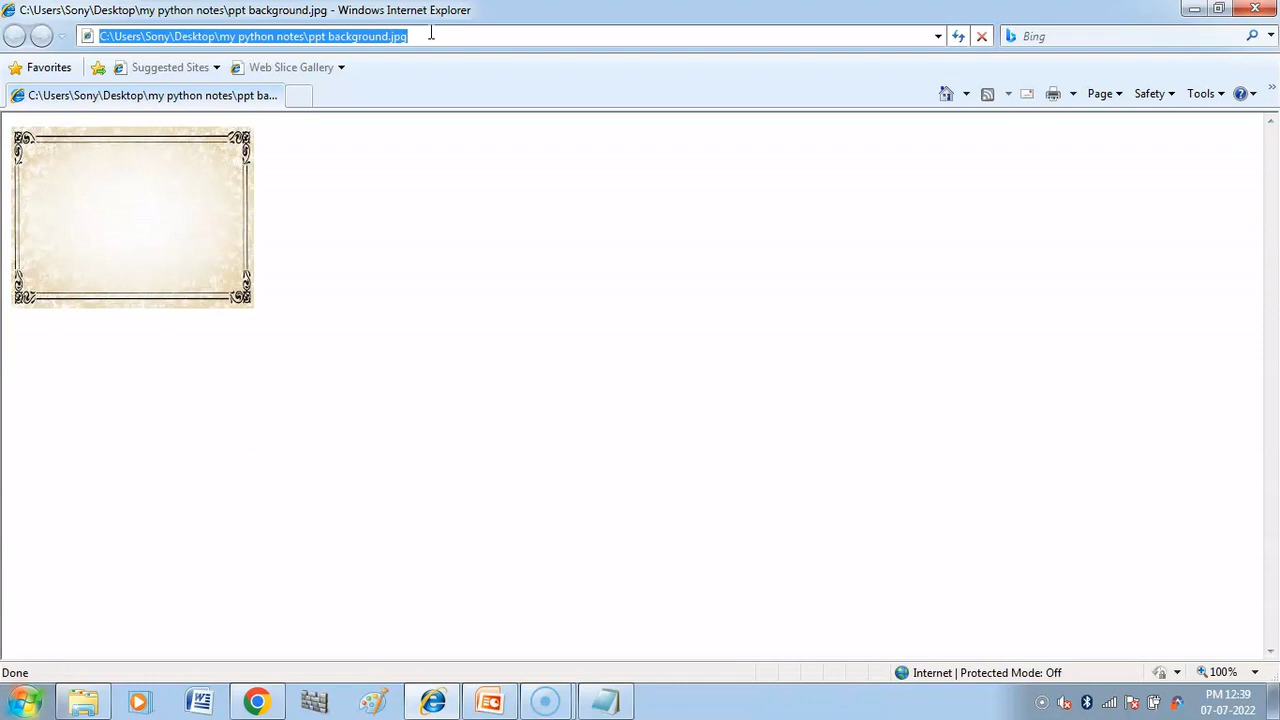 C:\Users\Sony\Desktop\my python notes\ppt background.jpg - Windows Internet Explorer
C:\Users\Sony\Desktop\my python notes\ppt background.jpg
Bing
Favorites
Suggested Sites
Web Slice Gallery
C:\Users\Sony\Desktop\my python notes\ppt ba...
Page
Safety
Tools
Done
Internet | Protected Mode: Off
100%
PM 12:39
07-07-2022